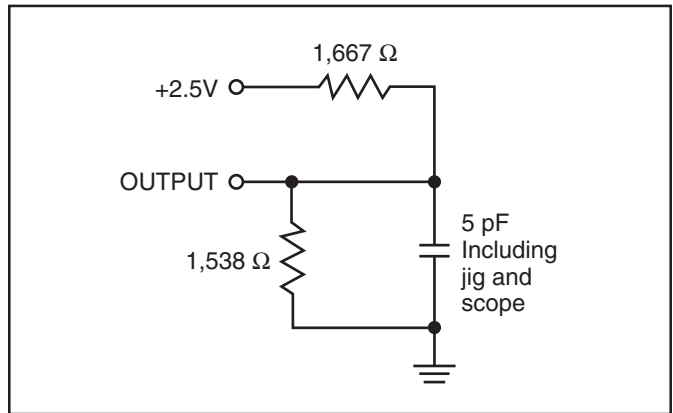 1,667 Ω
+2.5V
OUTPUT
1,538 Ω
5 pF
Including
jig and
scope